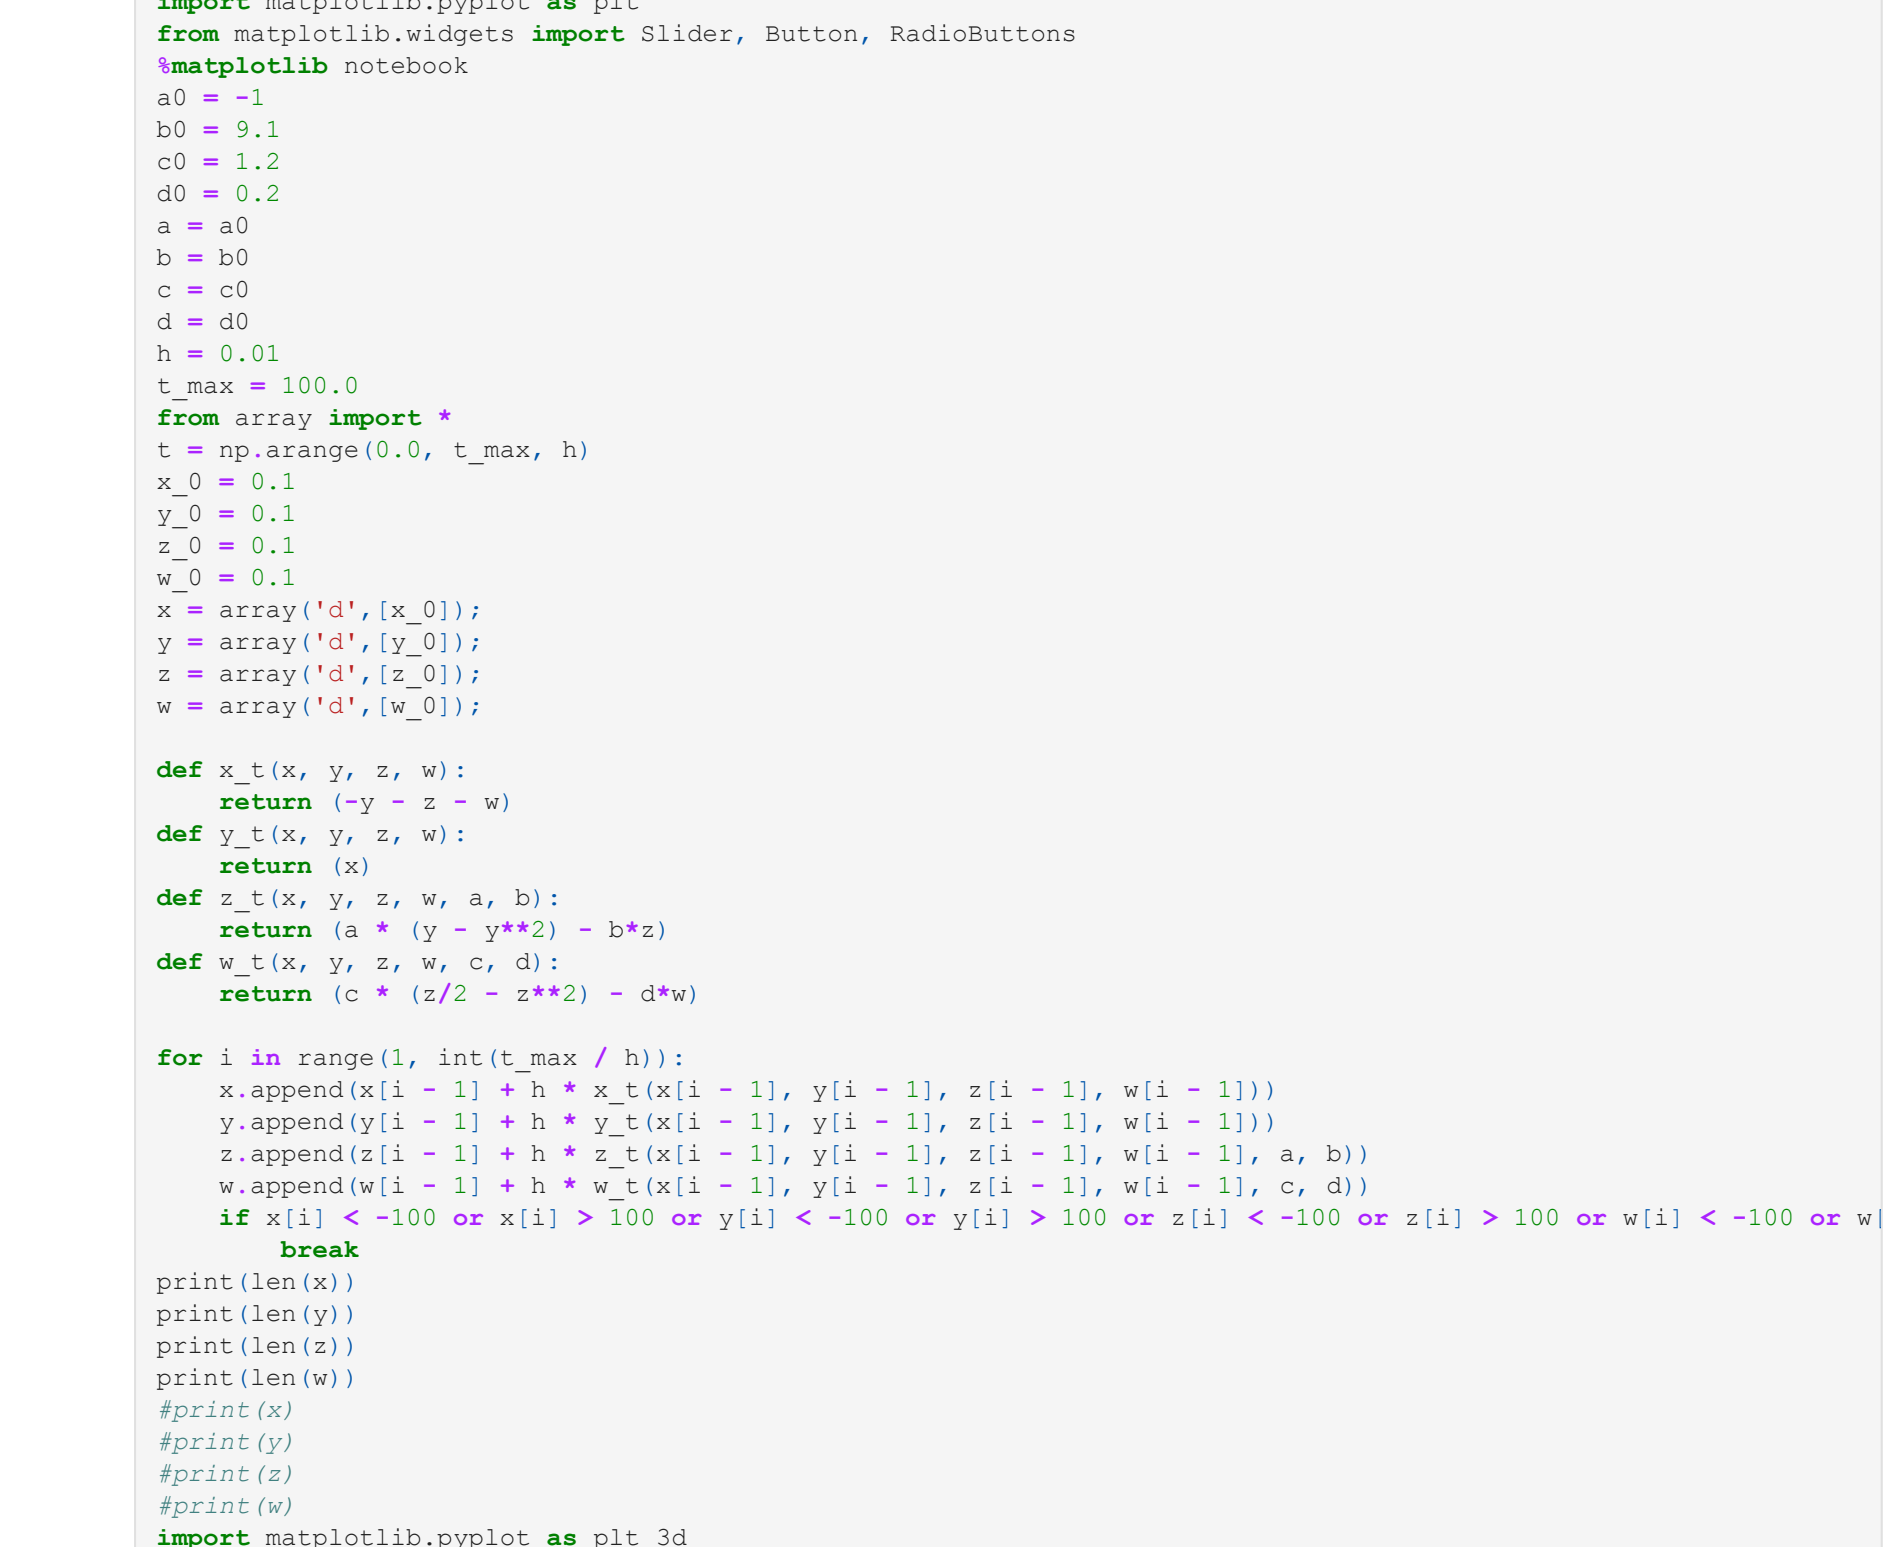 import matplotlib.pyplot as plt
from matplotlib.widgets import Slider, Button, RadioButtons
%matplotlib notebook
a0 = -1
b0 = 9.1
c0 = 1.2
d0 = 0.2
a = a0
b = b0
c = c0
d = d0
h = 0.01
t_max = 100.0
from array import *
t = np.arange(0.0, t_max, h)
x_0 = 0.1
y_0 = 0.1
z_0 = 0.1
w_0 = 0.1
x = array('d',[x_0]);
y = array('d',[y_0]);
z = array('d',[z_0]);
w = array('d',[w_0]);

def x_t(x, y, z, w):
    return (-y - z - w)
def y_t(x, y, z, w):
    return (x)
def z_t(x, y, z, w, a, b):
    return (a * (y - y**2) - b*z)
def w_t(x, y, z, w, c, d):
    return (c * (z/2 - z**2) - d*w)

for i in range(1, int(t_max / h)):
    x.append(x[i - 1] + h * x_t(x[i - 1], y[i - 1], z[i - 1], w[i - 1]))
    y.append(y[i - 1] + h * y_t(x[i - 1], y[i - 1], z[i - 1], w[i - 1]))
    z.append(z[i - 1] + h * z_t(x[i - 1], y[i - 1], z[i - 1], w[i - 1], a, b))
    w.append(w[i - 1] + h * w_t(x[i - 1], y[i - 1], z[i - 1], w[i - 1], c, d))
    if x[i] < -100 or x[i] > 100 or y[i] < -100 or y[i] > 100 or z[i] < -100 or z[i] > 100 or w[i] < -100 or w[
        break
print(len(x))
print(len(y))
print(len(z))
print(len(w))
#print(x)
#print(y)
#print(z)
#print(w)
import matplotlib.pyplot as plt_3d